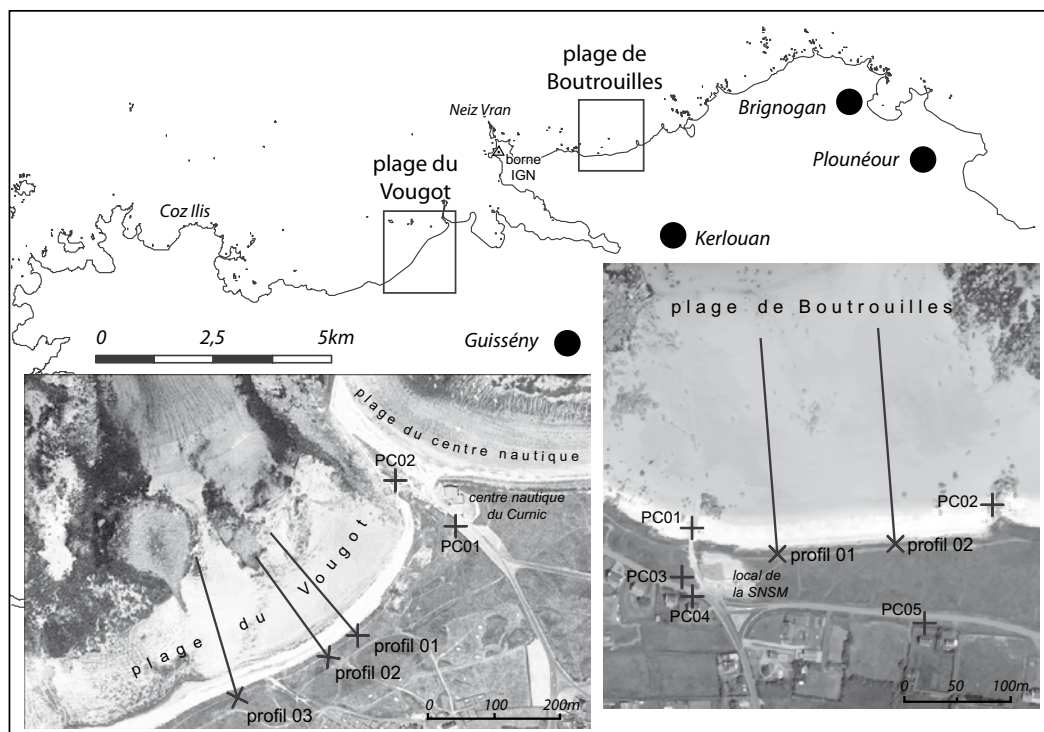 plage de
Boutrouilles
Brignogan
Neiz Vran
borne
IGN
Plounéour
plage du
Vougot
Coz Ilis
Kerlouan
0 2,5 5km
Guissény
plage de Boutrouilles
PC01
PC02
profil 01
profil 02
PC03
local de
la SNSM
PC04
PC05
0 50 100m
plage du centre nautique
PC02
centre nautique
du Curnic
PC01
plage du Vougot
profil 01
profil 02
profil 03
0 100 200m